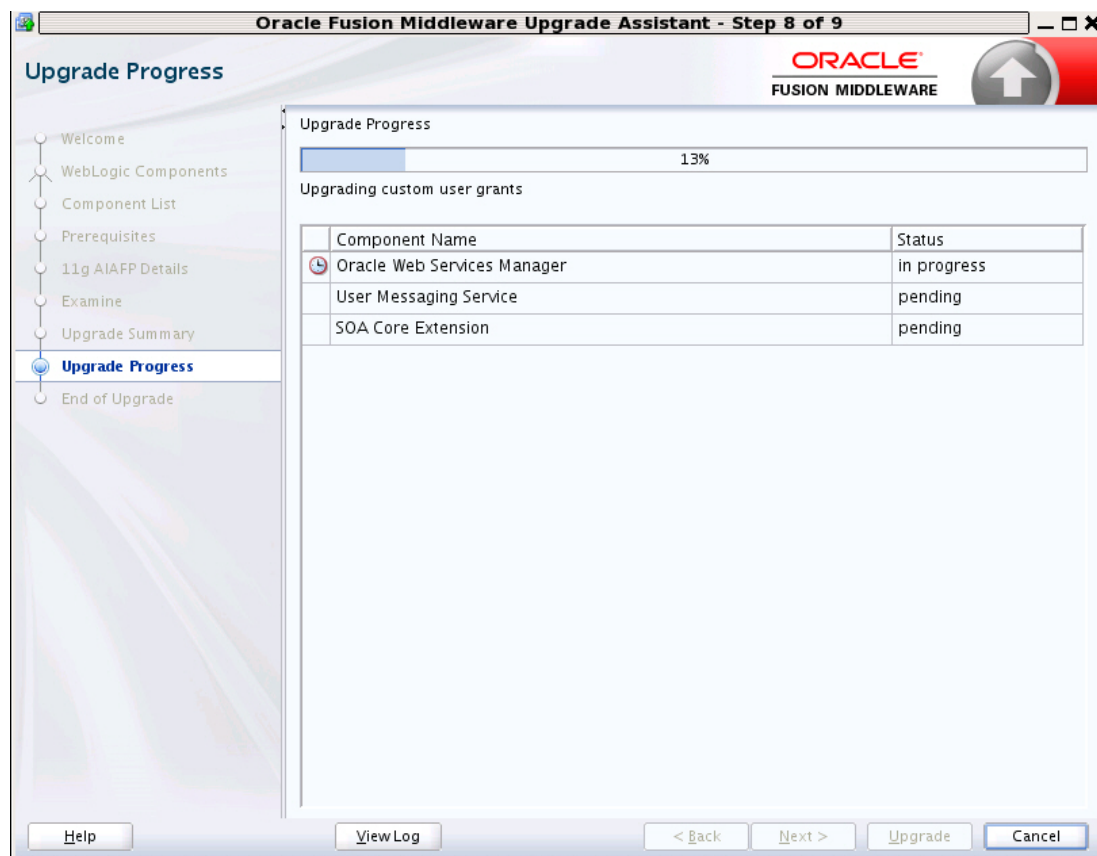 Oracle Fusion Middleware Upgrade Assistant - Step 8 of 9
Upgrade Progress
ORACLE
FUSION MIDDLEWARE
Welcome
WebLogic Components
Component List
Prerequisites
11g AIAFP Details
Examine
Upgrade Summary
Upgrade Progress
End of Upgrade
Upgrade Progress
13%
Upgrading custom user grants
Component Name Status
Oracle Web Services Manager in progress
User Messaging Service pending
SOA Core Extension pending
Help View Log < Back Next > Upgrade Cancel